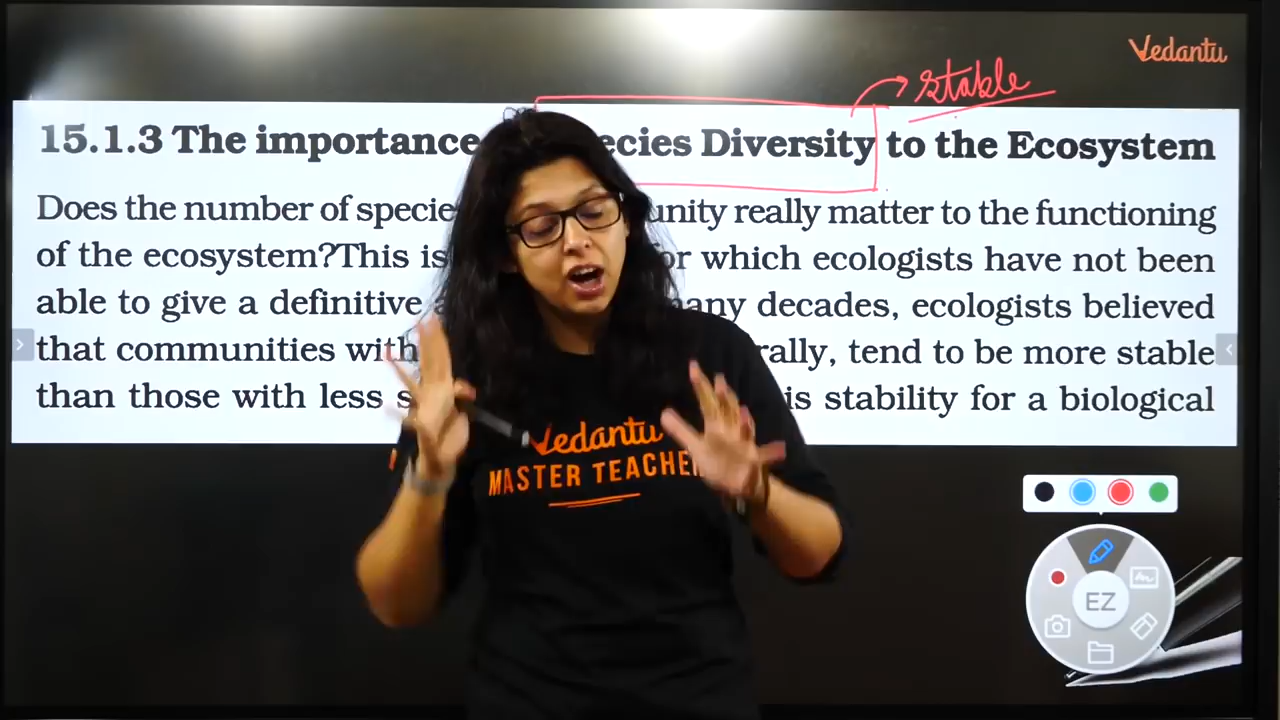 Vedantu
stable
15.1.3 The importance ecies Diversity to the Ecosystem
Does the number of specie unity really matter to the functioning
of the ecosystem?This is or which ecologists have not been
able to give a definitive any decades, ecologists believed
that communities with rally, tend to be more stable
than those with less s is stability for a biological
Vedantu
MASTER TEACHER
EZ